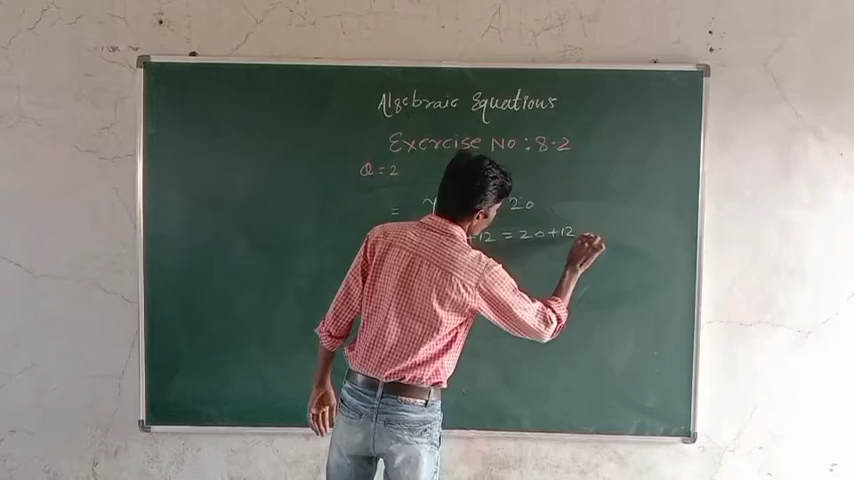 Algebraic Equations
Exercise No : 8.2
Q = 2
= 20
+12 = 20+12